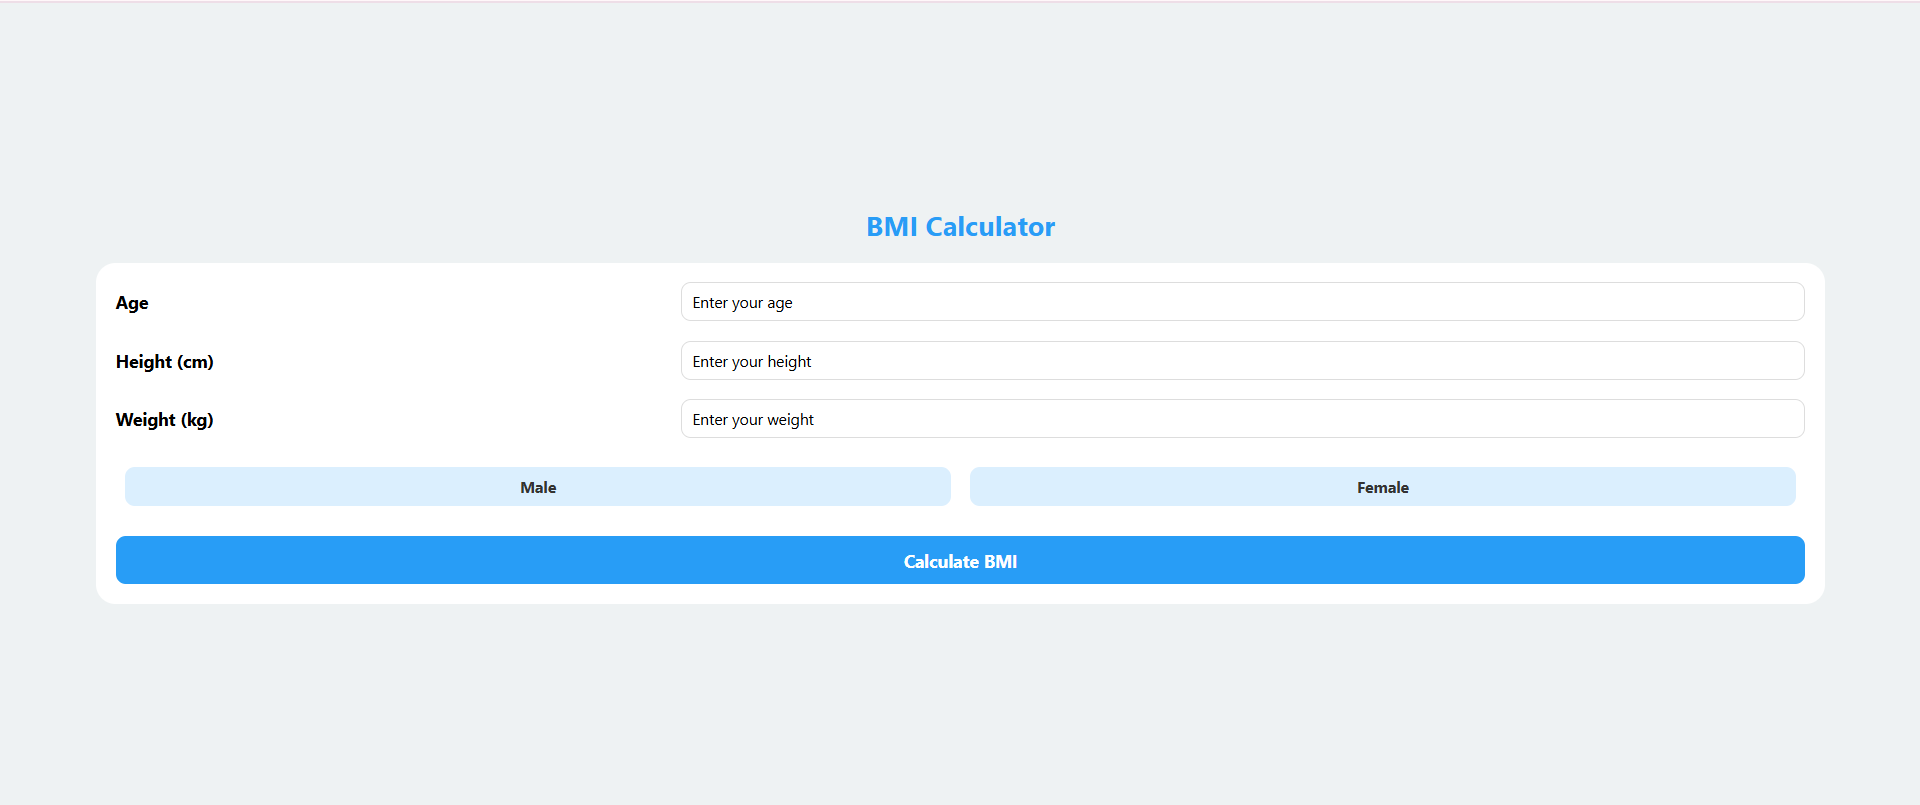 BMI Calculator
Age
Enter your age
Height (cm)
Enter your height
Weight (kg)
Enter your weight
Male
Female
Calculate BMI